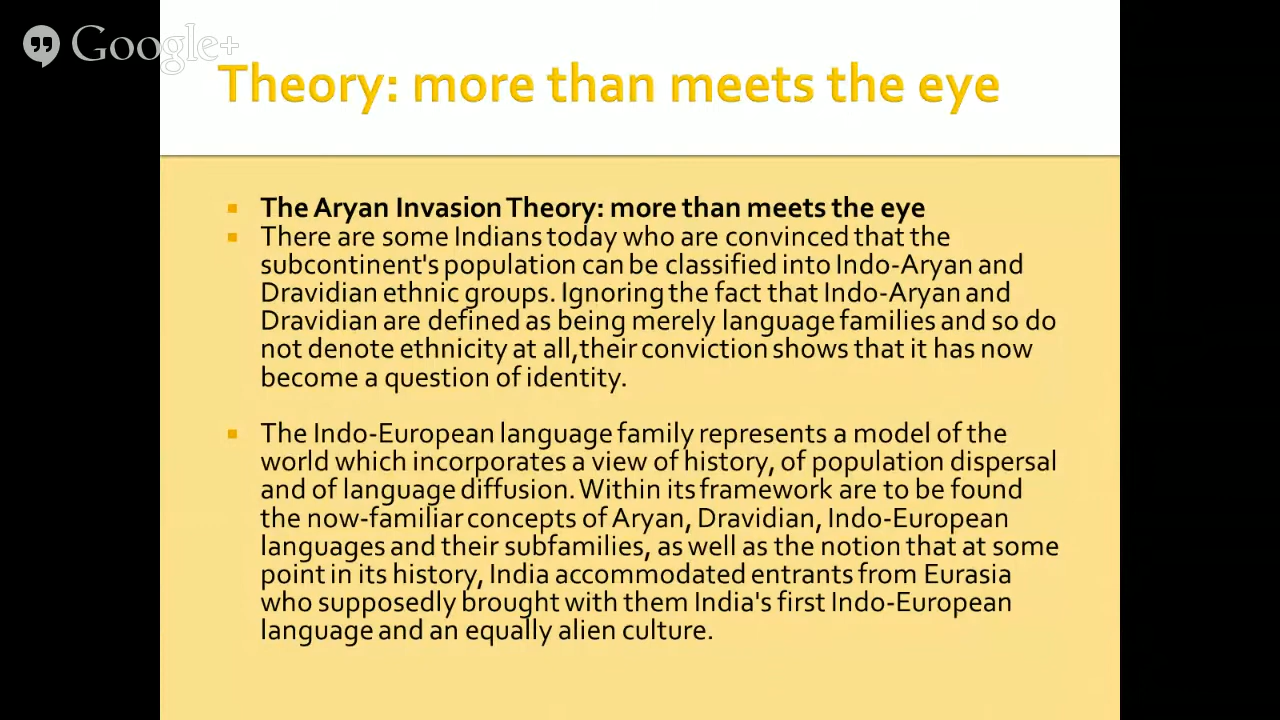 Google+
Theory: more than meets the eye
The Aryan Invasion Theory: more than meets the eye
There are some Indians today who are convinced that the
subcontinent's population can be classified into Indo-Aryan and
Dravidian ethnic groups. Ignoring the fact that Indo-Aryan and
Dravidian are defined as being merely language families and so do
not denote ethnicity at all,their conviction shows that it has now
become a question of identity.
The Indo-European language family represents a model of the
world which incorporates a view of history, of population dispersal
and of language diffusion. Within its framework are to be found
the now-familiar concepts of Aryan, Dravidian, Indo-European
languages and their subfamilies, as well as the notion that at some
point in its history, India accommodated entrants from Eurasia
who supposedly brought with them India's first Indo-European
language and an equally alien culture.